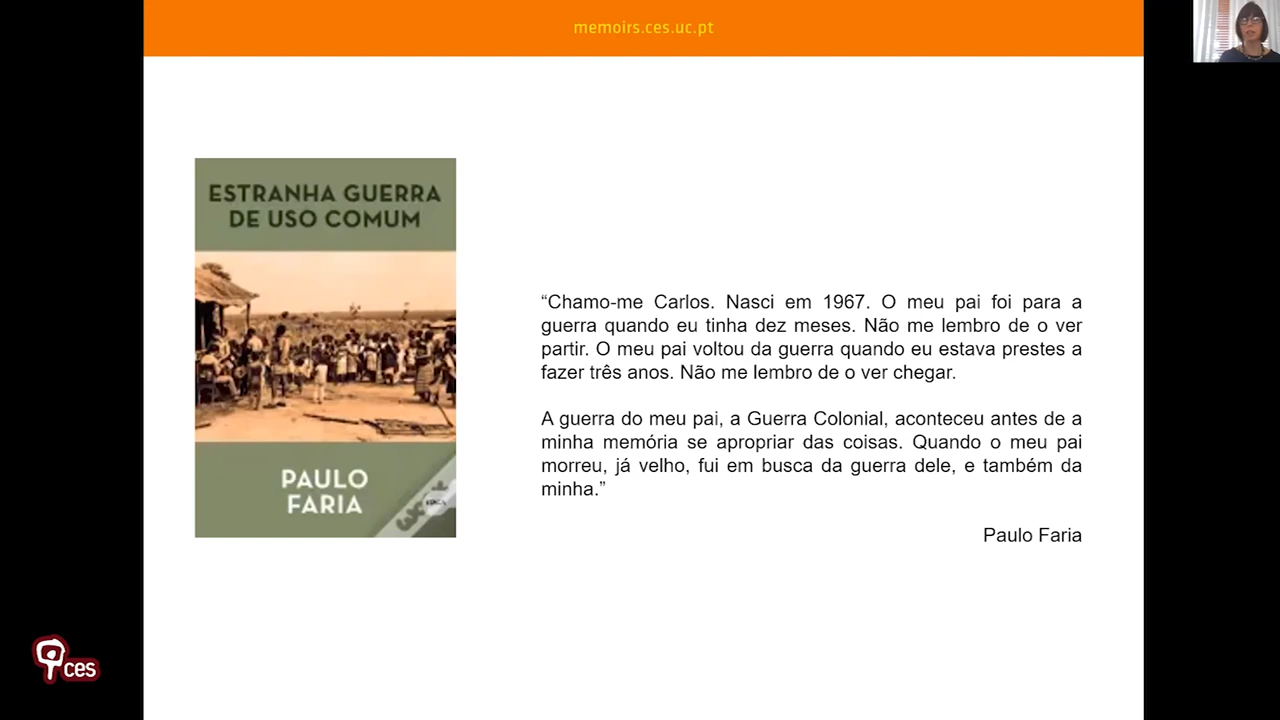 memoirs.ces.uc.pt
ESTRANHA GUERRA
DE USO COMUM
PAULO
FARIA
“Chamo-me Carlos. Nasci em 1967. O meu pai foi para a
guerra quando eu tinha dez meses. Não me lembro de o ver
partir. O meu pai voltou da guerra quando eu estava prestes a
fazer três anos. Não me lembro de o ver chegar.
A guerra do meu pai, a Guerra Colonial, aconteceu antes de a
minha memória se apropriar das coisas. Quando o meu pai
morreu, já velho, fui em busca da guerra dele, e também da
minha.”
Paulo Faria
ces